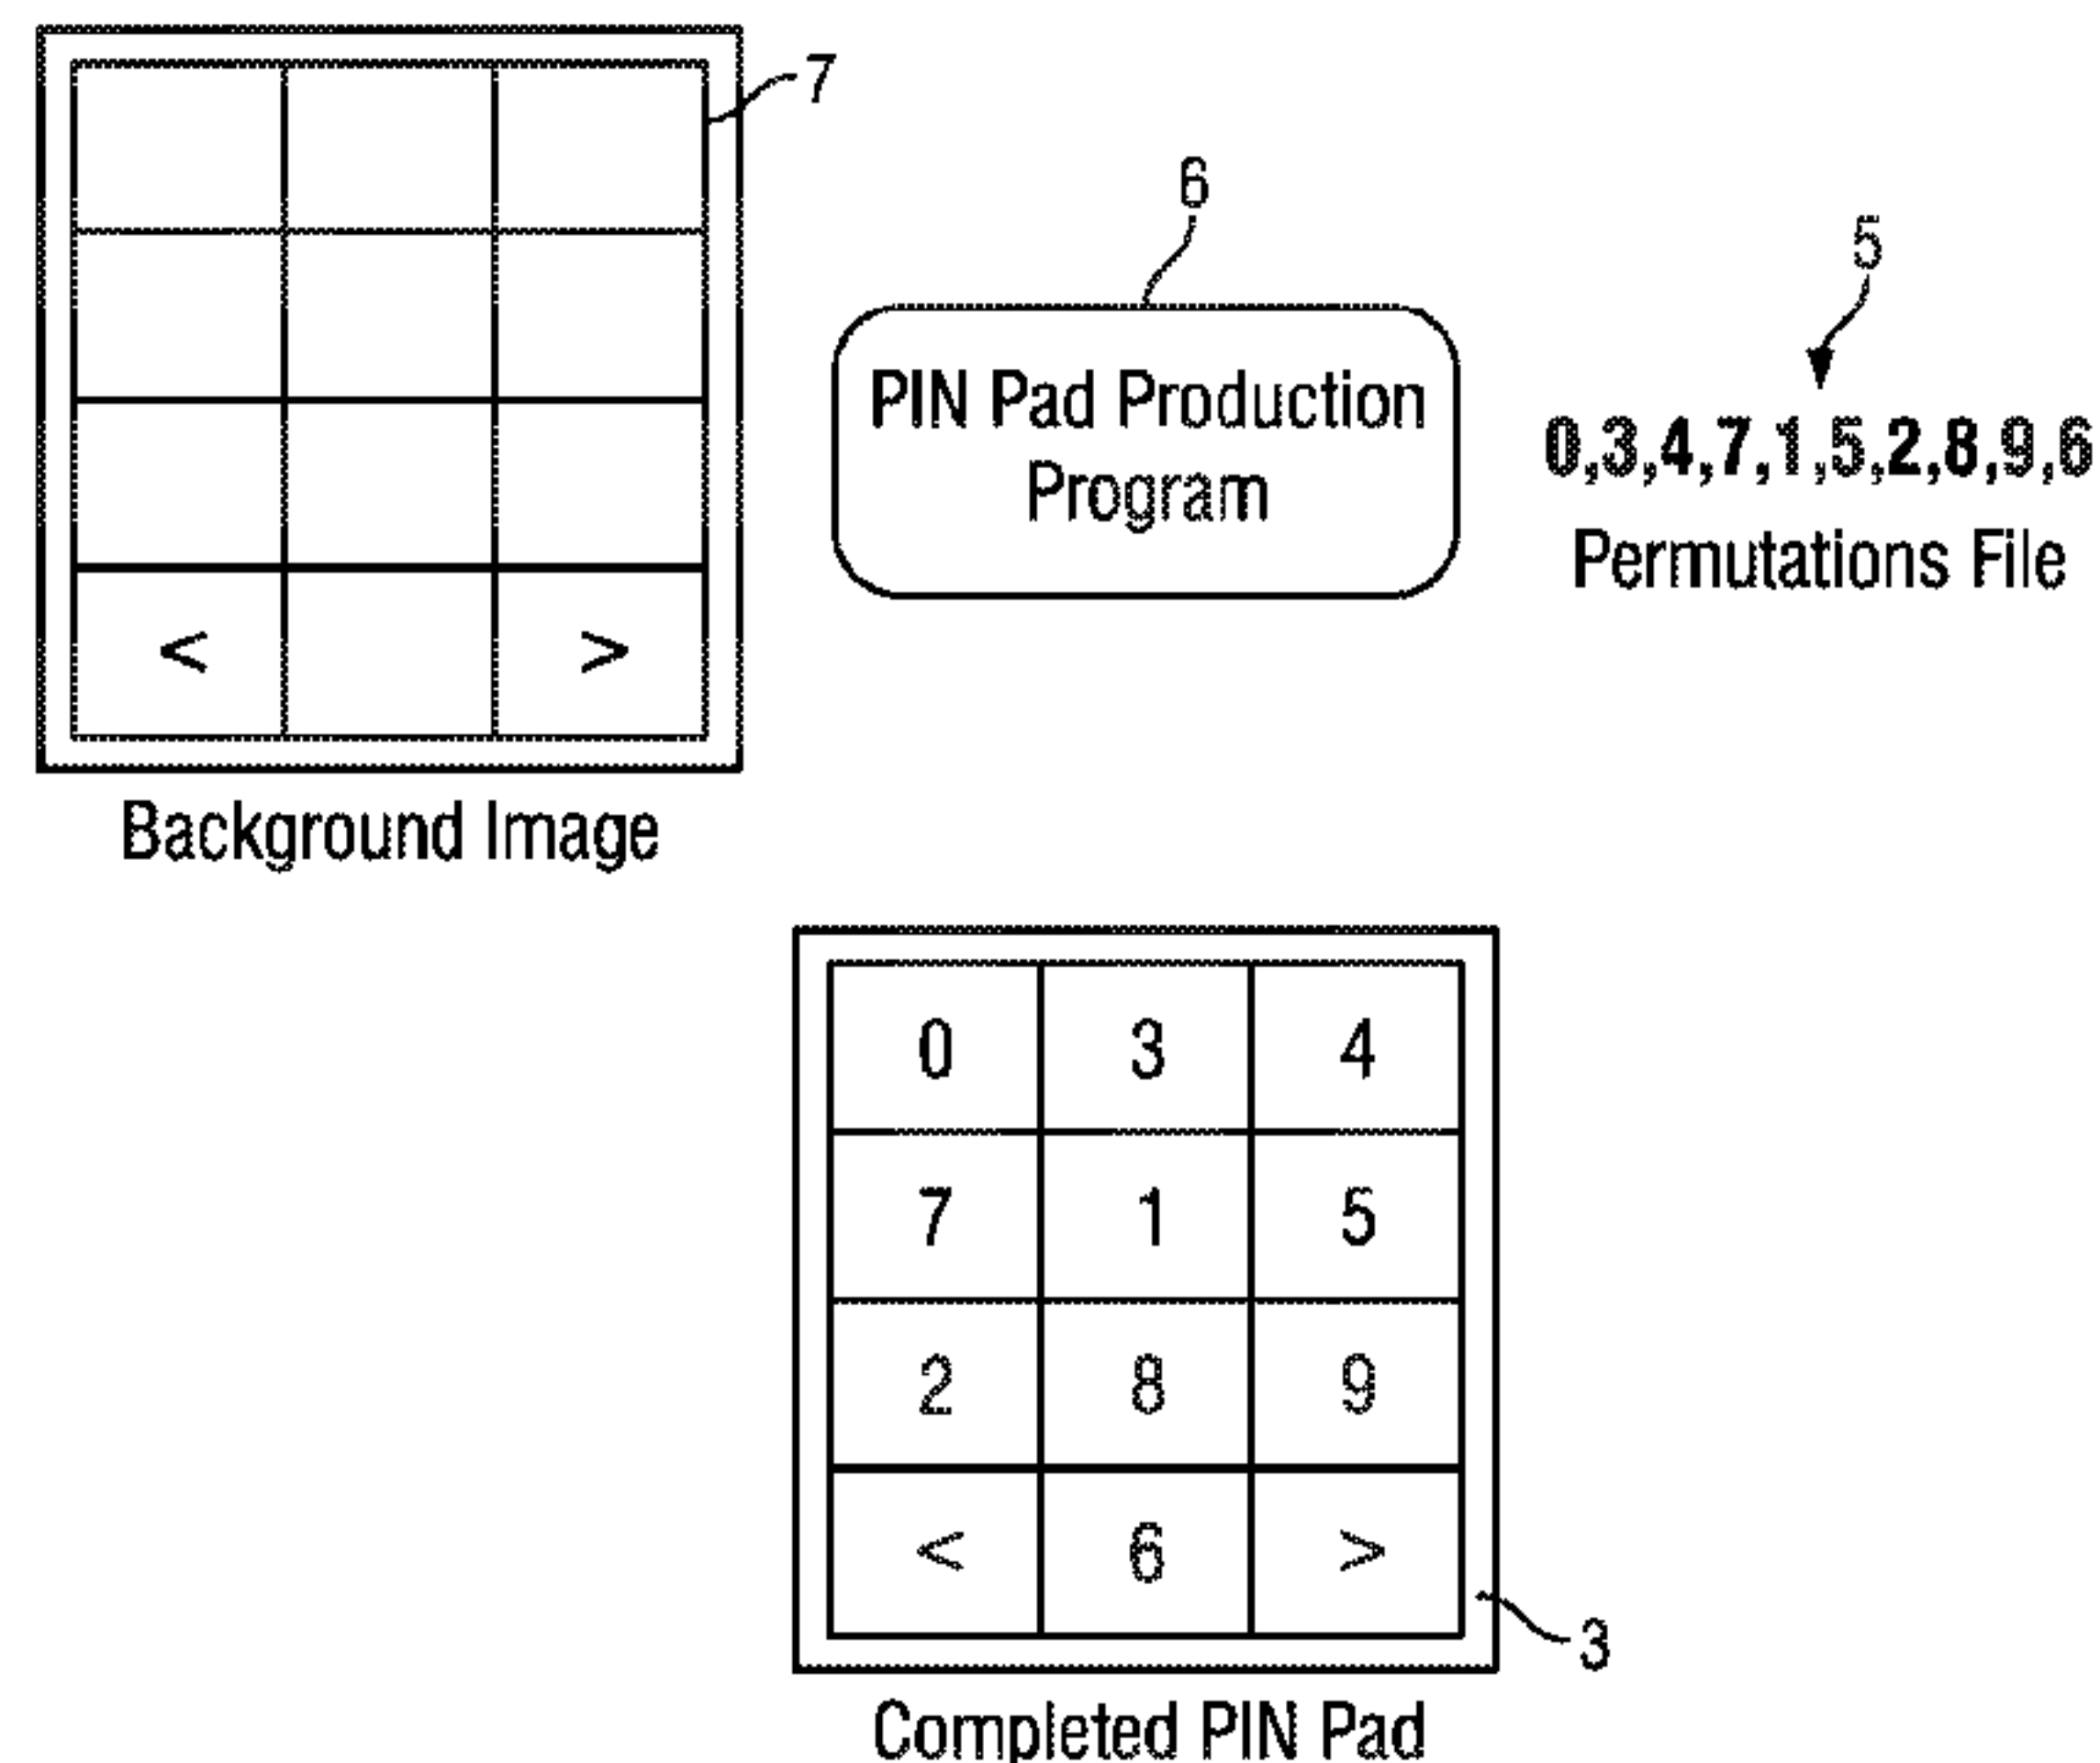 7
6
5
PIN Pad Production
Program
0,3,4,7,1,5,2,8,9,6
Permutations File
< >
Background Image
0 3 4
7 1 5
2 8 9
< 6 >
3
Completed PIN Pad